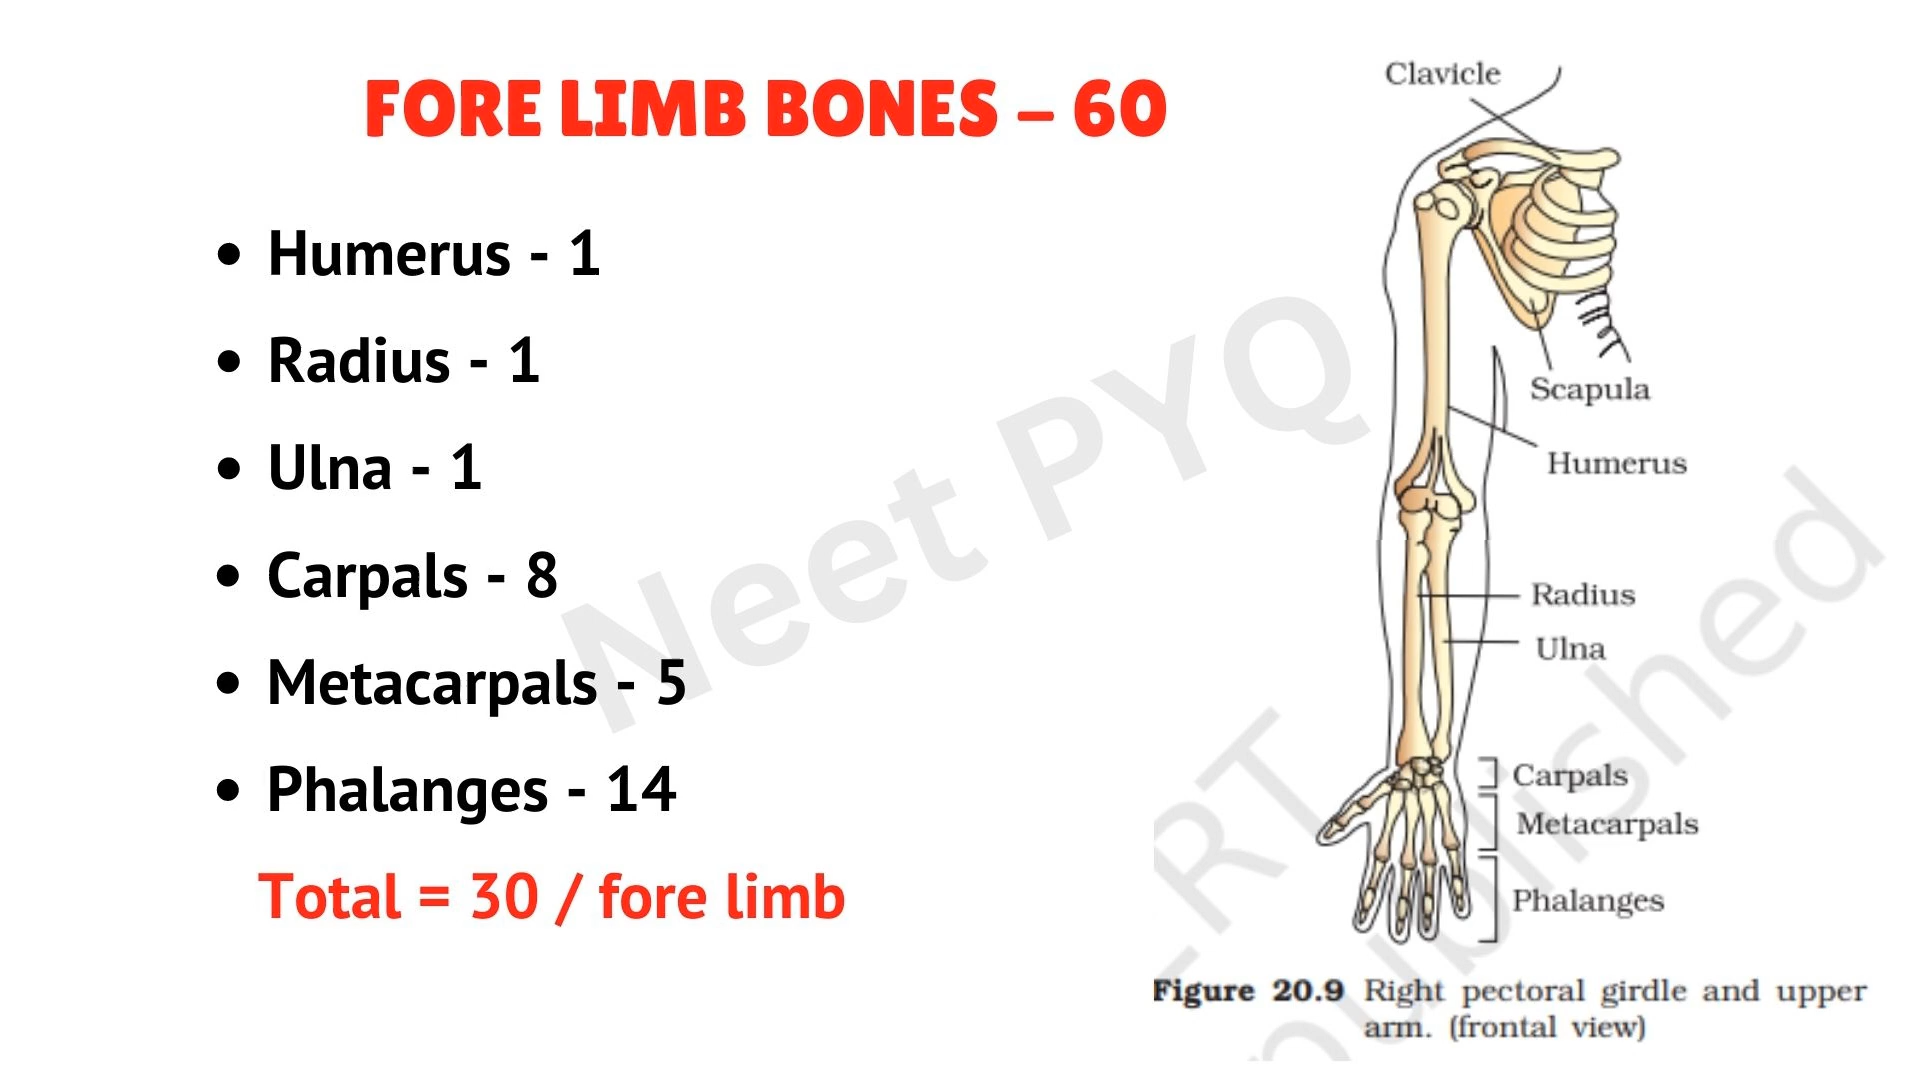 FORE LIMB BONES – 60
• Humerus - 1
• Radius - 1
• Ulna - 1
• Carpals - 8
• Metacarpals - 5
• Phalanges - 14
Total = 30 / fore limb
Neet PYQ
Clavicle
Scapula
Humerus
Radius
Ulna
Carpals
Metacarpals
Phalanges
Figure 20.9 Right pectoral girdle and upper
arm. (frontal view)
published